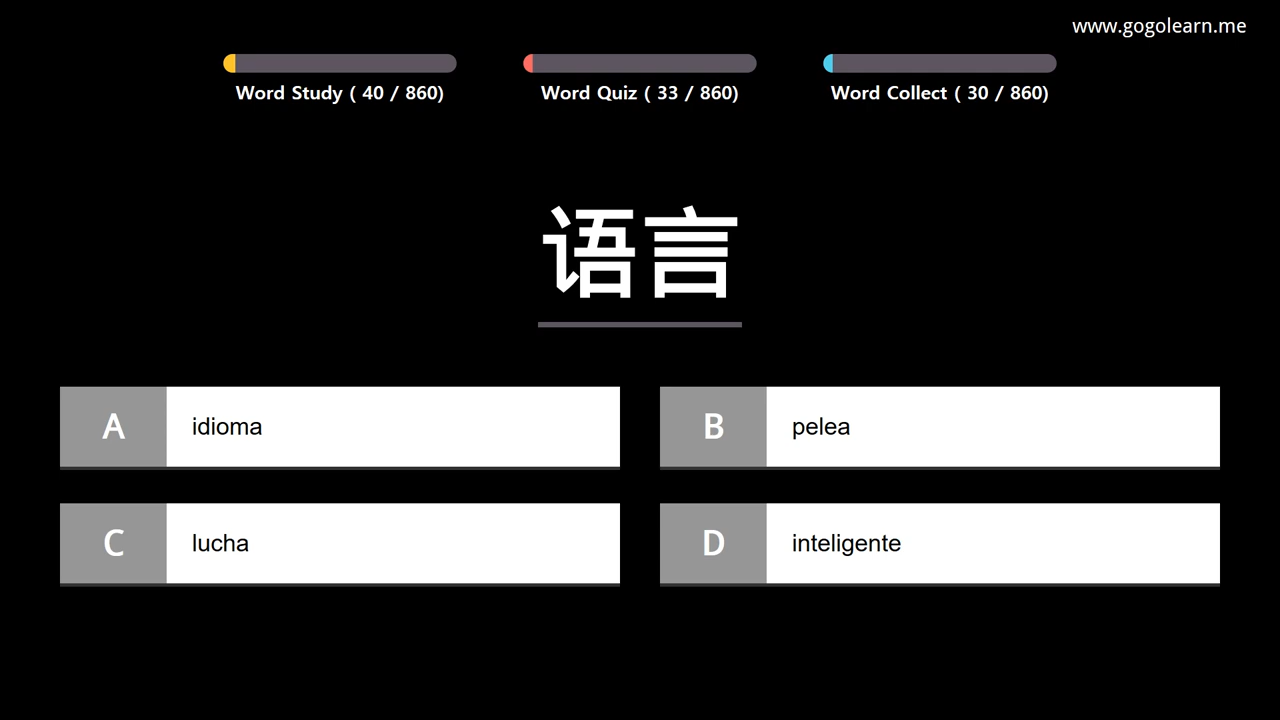 www.gogolearn.me
Word Study ( 40 / 860)
Word Quiz ( 33 / 860)
Word Collect ( 30 / 860)
语言
A idioma
B pelea
C lucha
D inteligente